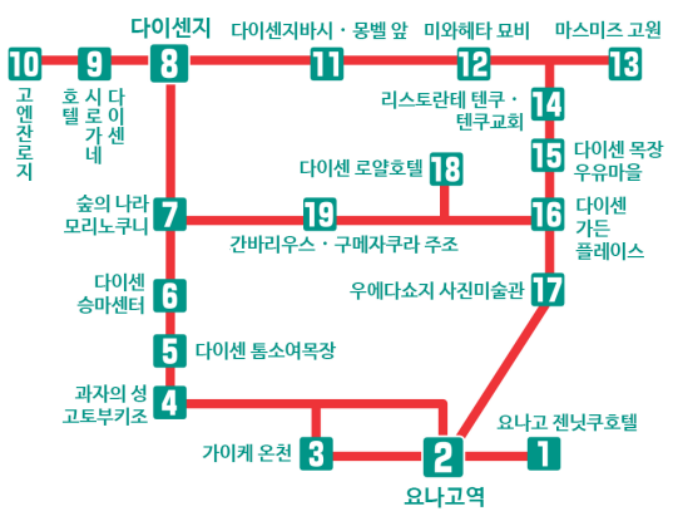 다이센지
다이센지바시・몽벨 앞
미와헤타 묘비
마스미즈 고원
10
9
8
11
12
13
고엔잔로지
호텔
시로가네
다이센
리스토란테 텐쿠・
텐쿠교회
14
15
다이센 목장
우유마을
다이센 로얄호텔
18
숲의 나라
모리노쿠니
7
19
16
다이센
가든
플레이스
간바리우스・구메자쿠라 주조
다이센
승마센터
6
우에다쇼지 사진미술관
17
5
다이센 톰소여목장
과자의 성
고토부키조
4
요나고 젠닛쿠호텔
가이케 온천
3
2
1
요나고역